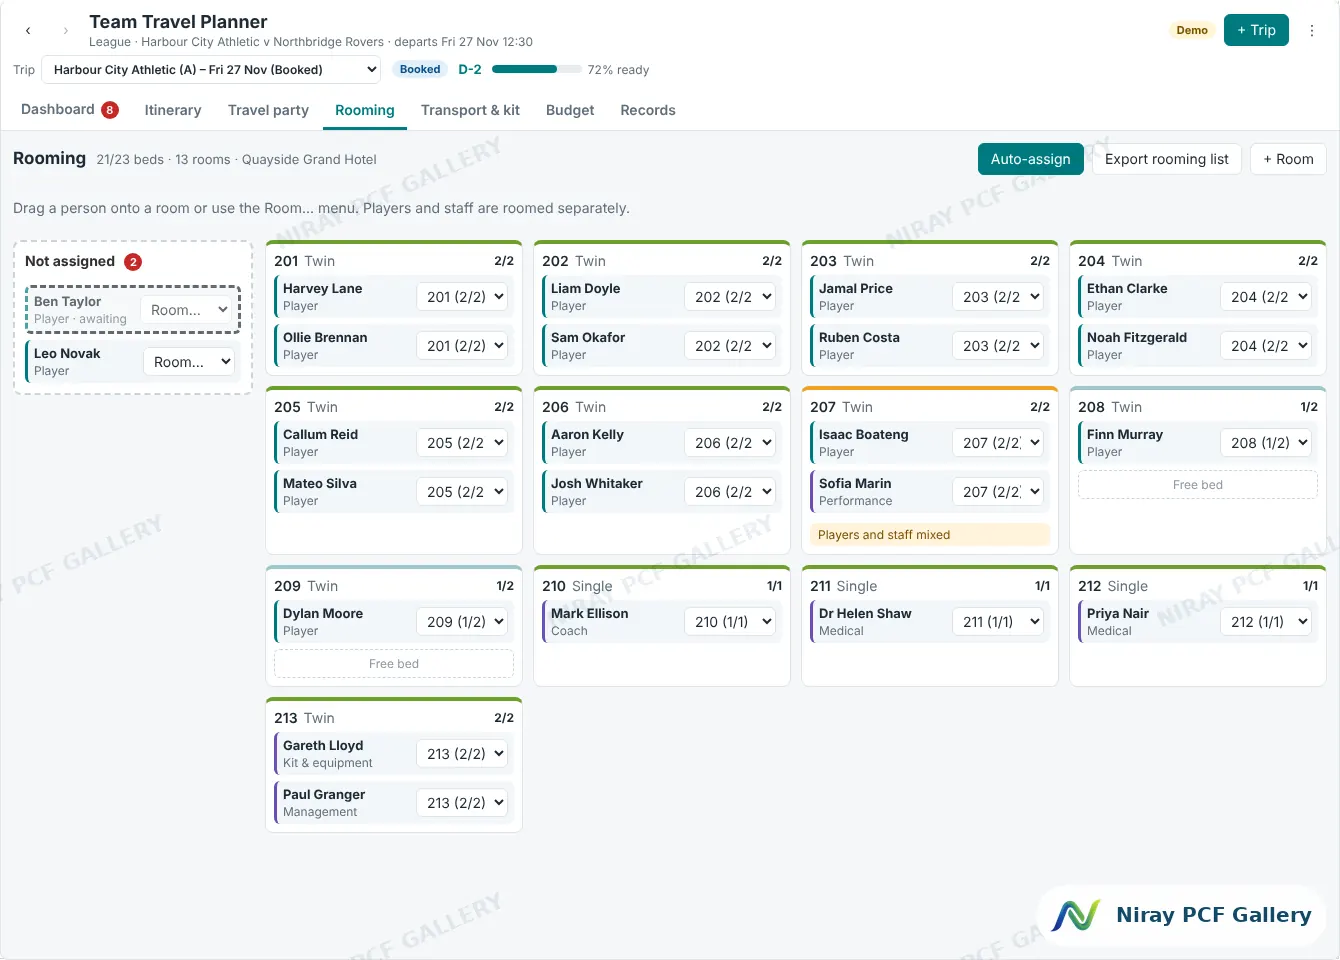 Team Travel Planner
League · Harbour City Athletic v Northbridge Rovers · departs Fri 27 Nov 12:30
Demo
+ Trip
Trip
Harbour City Athletic (A) – Fri 27 Nov (Booked)
Booked
D-2
72% ready
Dashboard 8
Itinerary
Travel party
Rooming
Transport & kit
Budget
Records
Rooming 21/23 beds · 13 rooms · Quayside Grand Hotel
Auto-assign
Export rooming list
+ Room
Drag a person onto a room or use the Room... menu. Players and staff are roomed separately.
Not assigned 2
Ben Taylor
Player · awaiting
Room...
Leo Novak
Player
Room...
201 Twin 2/2
Harvey Lane
Player
201 (2/2)
Ollie Brennan
Player
201 (2/2)
202 Twin 2/2
Liam Doyle
Player
202 (2/2
Sam Okafor
Player
202 (2/2
203 Twin 2/2
Jamal Price
Player
203 (2/2
Ruben Costa
Player
203 (2/2
204 Twin 2/2
Ethan Clarke
Player
204 (2/2
Noah Fitzgerald
Player
204 (2/2
205 Twin 2/2
Callum Reid
Player
205 (2/2
Mateo Silva
Player
205 (2/2
206 Twin 2/2
Aaron Kelly
Player
206 (2/2
Josh Whitaker
Player
206 (2/2
207 Twin 2/2
Isaac Boateng
Player
207 (2/2)
Sofia Marin
Performance
207 (2/2)
Players and staff mixed
208 Twin 1/2
Finn Murray
Player
208 (1/2)
Free bed
209 Twin 1/2
Dylan Moore
Player
209 (1/2)
Free bed
210 Single 1/1
Mark Ellison
Coach
210 (1/1)
211 Single 1/1
Dr Helen Shaw
Medical
211 (1/1)
212 Single 1/1
Priya Nair
Medical
212 (1/1)
213 Twin 2/2
Gareth Lloyd
Kit & equipment
213 (2/2)
Paul Granger
Management
213 (2/2)
NIRAY PCF GALLERY
Niray PCF Gallery